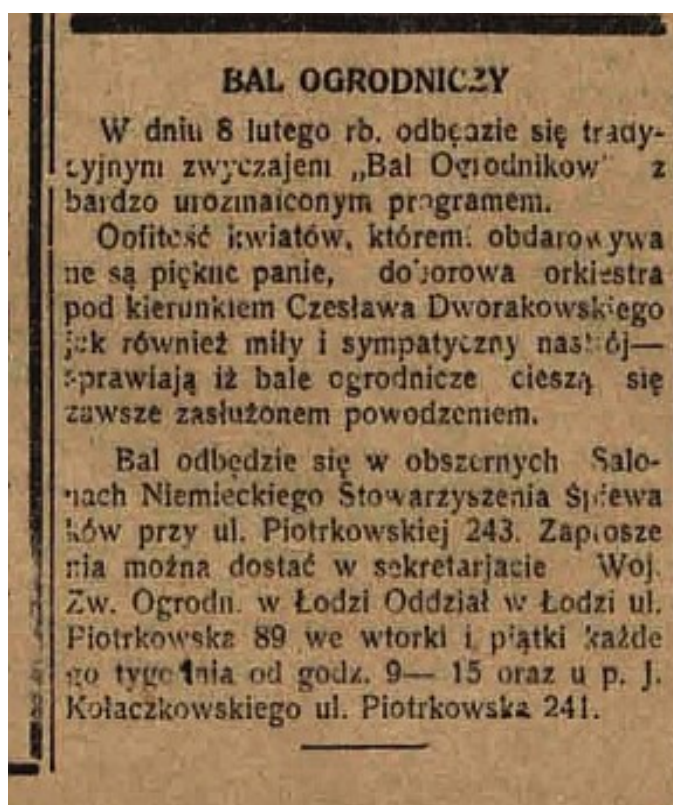 BAL OGRODNICZY
W dniu 8 lutego rb. odbędzie się trady-
cyjnym zwyczajem „Bal Ogrodnikow" z
bardzo urozmaiconym programem.
Obfitość kwiatów, któremi obdarowywa
ne są piękne panie, doborowa orkiestra
pod kierunkiem Czesława Dworakowskiego
jak również miły i sympatyczny nastrój—
sprawiają iż bale ogrodnicze cieszą się
zawsze zasłużonem powodzeniem.
Bal odbędzie się w obszernych Salo-
nach Niemieckiego Stowarzyszenia Śpiewa
ków przy ul. Piotrkowskiej 243. Zaprosze
nia można dostać w sekretarjacie Woj.
Zw. Ogrodn. w Łodzi Oddział w Łodzi ul.
Piotrkowska 89 we wtorki i piątki każde
go tygodnia od godz. 9— 15 oraz u p. J.
Kołaczkowskiego ul. Piotrkowska 241.